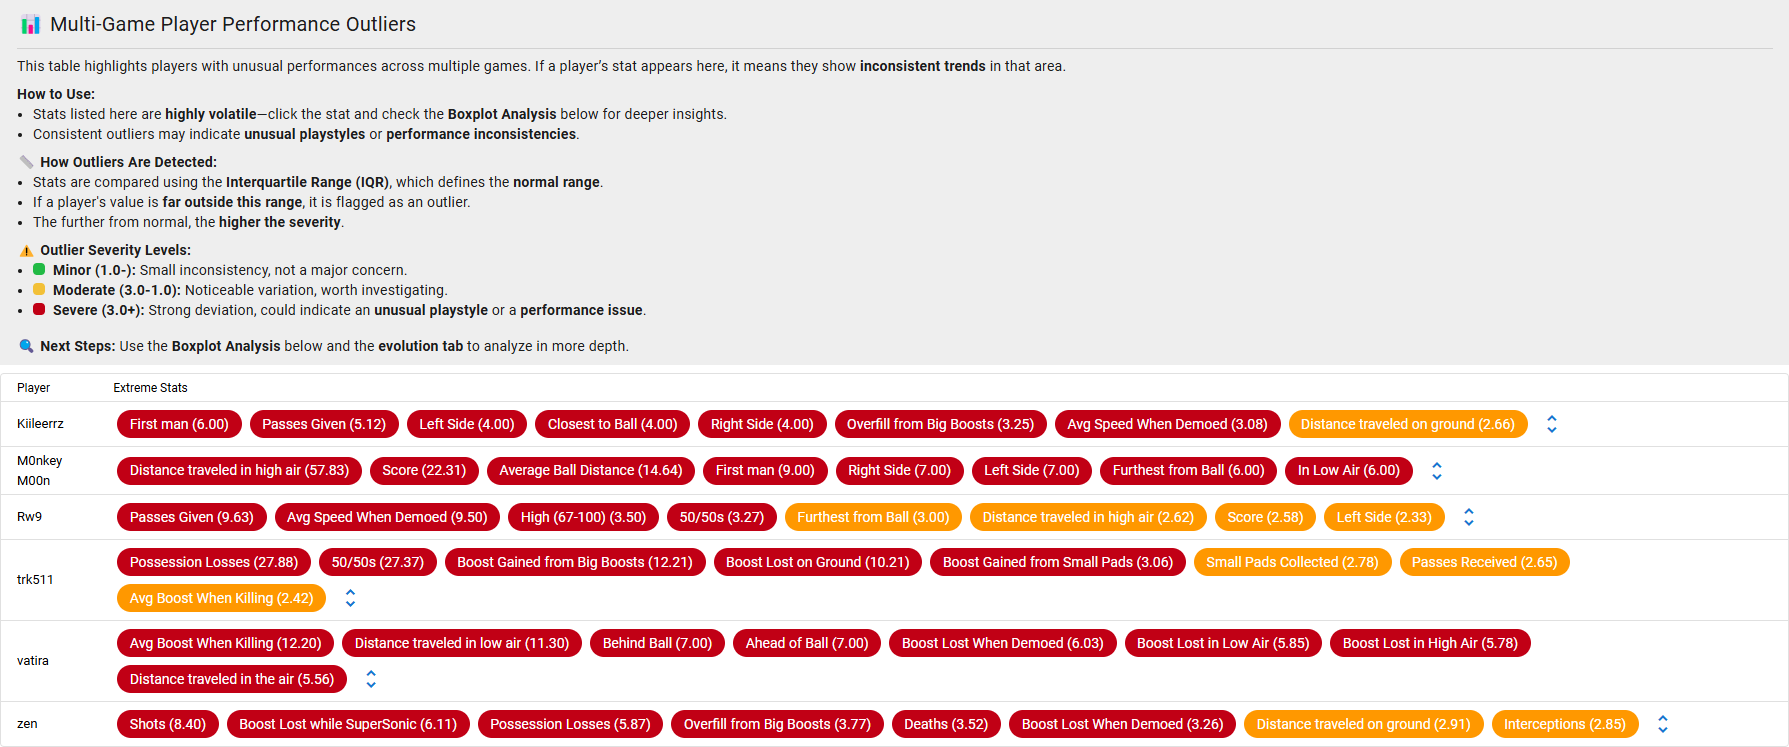 Multi-Game Player Performance Outliers
This table highlights players with unusual performances across multiple games. If a player's stat appears here, it means they show inconsistent trends in that area.
How to Use:
• Stats listed here are highly volatile—click the stat and check the Boxplot Analysis below for deeper insights.
• Consistent outliers may indicate unusual playstyles or performance inconsistencies.
How Outliers Are Detected:
• Stats are compared using the Interquartile Range (IQR), which defines the normal range.
• If a player's value is far outside this range, it is flagged as an outlier.
• The further from normal, the higher the severity.
Outlier Severity Levels:
• Minor (1.0-): Small inconsistency, not a major concern.
• Moderate (3.0-1.0): Noticeable variation, worth investigating.
• Severe (3.0+): Strong deviation, could indicate an unusual playstyle or a performance issue.
Next Steps: Use the Boxplot Analysis below and the evolution tab to analyze in more depth.
Player Extreme Stats
Kiileerrz First man (6.00) Passes Given (5.12) Left Side (4.00) Closest to Ball (4.00) Right Side (4.00) Overfill from Big Boosts (3.25) Avg Speed When Demoed (3.08) Distance traveled on ground (2.66)
M0nkey
M00n
Distance traveled in high air (57.83) Score (22.31) Average Ball Distance (14.64) First man (9.00) Right Side (7.00) Left Side (7.00) Furthest from Ball (6.00) In Low Air (6.00)
Rw9 Passes Given (9.63) Avg Speed When Demoed (9.50) High (67-100) (3.50) 50/50s (3.27) Furthest from Ball (3.00) Distance traveled in high air (2.62) Score (2.58) Left Side (2.33)
trk511
Possession Losses (27.88) 50/50s (27.37) Boost Gained from Big Boosts (12.21) Boost Lost on Ground (10.21) Boost Gained from Small Pads (3.06) Small Pads Collected (2.78) Passes Received (2.65)
Avg Boost When Killing (2.42)
vatira
Avg Boost When Killing (12.20) Distance traveled in low air (11.30) Behind Ball (7.00) Ahead of Ball (7.00) Boost Lost When Demoed (6.03) Boost Lost in Low Air (5.85) Boost Lost in High Air (5.78)
Distance traveled in the air (5.56)
zen Shots (8.40) Boost Lost while SuperSonic (6.11) Possession Losses (5.87) Overfill from Big Boosts (3.77) Deaths (3.52) Boost Lost When Demoed (3.26) Distance traveled on ground (2.91) Interceptions (2.85)